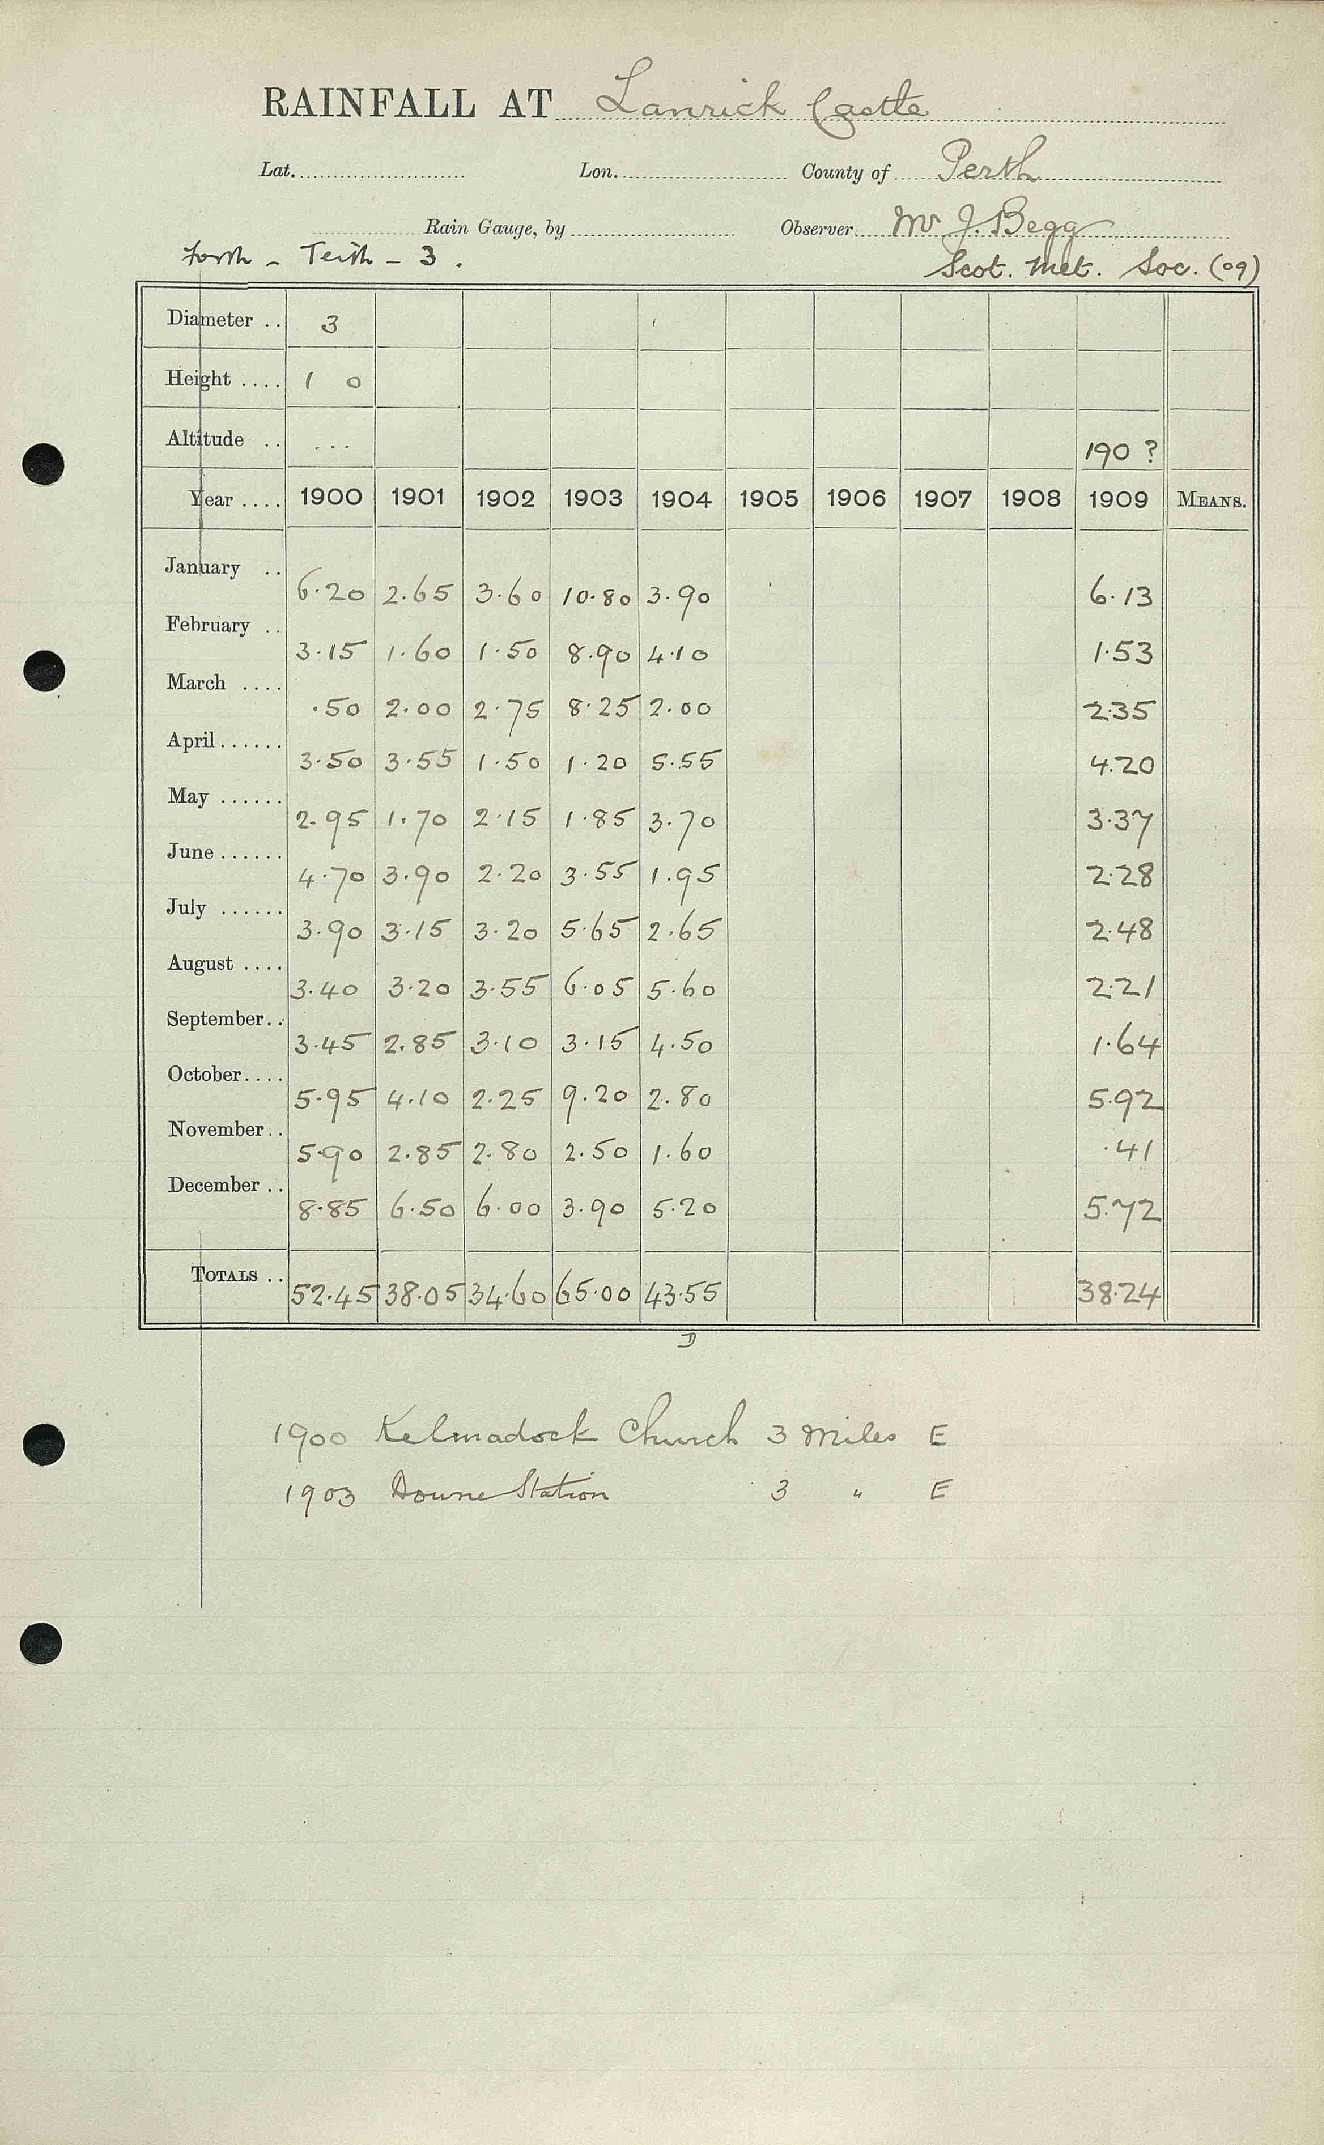 RAINFALL AT Lanrick Castle
Lat. Lon. County of Perth
Rain Gauge, by Observer Mr J. Begg
Forth - Teith - 3. Scot. Met. Soc. (09)
Diameter .. 3
Height .... 1 0
Altitude .. ... 190 ?
Year .... 1900 1901 1902 1903 1904 1905 1906 1907 1908 1909 MEANS.
January .. 6.20 2.65 3.60 10.80 3.90 6.13
February .. 3.15 1.60 1.50 8.90 4.10 1.53
March .... .50 2.00 2.75 8.25 2.00 2.35
April...... 3.50 3.55 1.50 1.20 5.55 4.20
May ...... 2.95 1.70 2.15 1.85 3.70 3.37
June ...... 4.70 3.90 2.20 3.55 1.95 2.28
July ...... 3.90 3.15 3.20 5.65 2.65 2.48
August .... 3.40 3.20 3.55 6.05 5.60 2.21
September.. 3.45 2.85 3.10 3.15 4.50 1.64
October.... 5.95 4.10 2.25 9.20 2.80 5.92
November.. 5.90 2.85 2.80 2.50 1.60 .41
December .. 8.85 6.50 6.00 3.90 5.20 5.72
TOTALS .. 52.45 38.05 34.60 65.00 43.55 38.24
D
1900 Kelmadock Church 3 Miles E
1903 Doune Station 3 " E